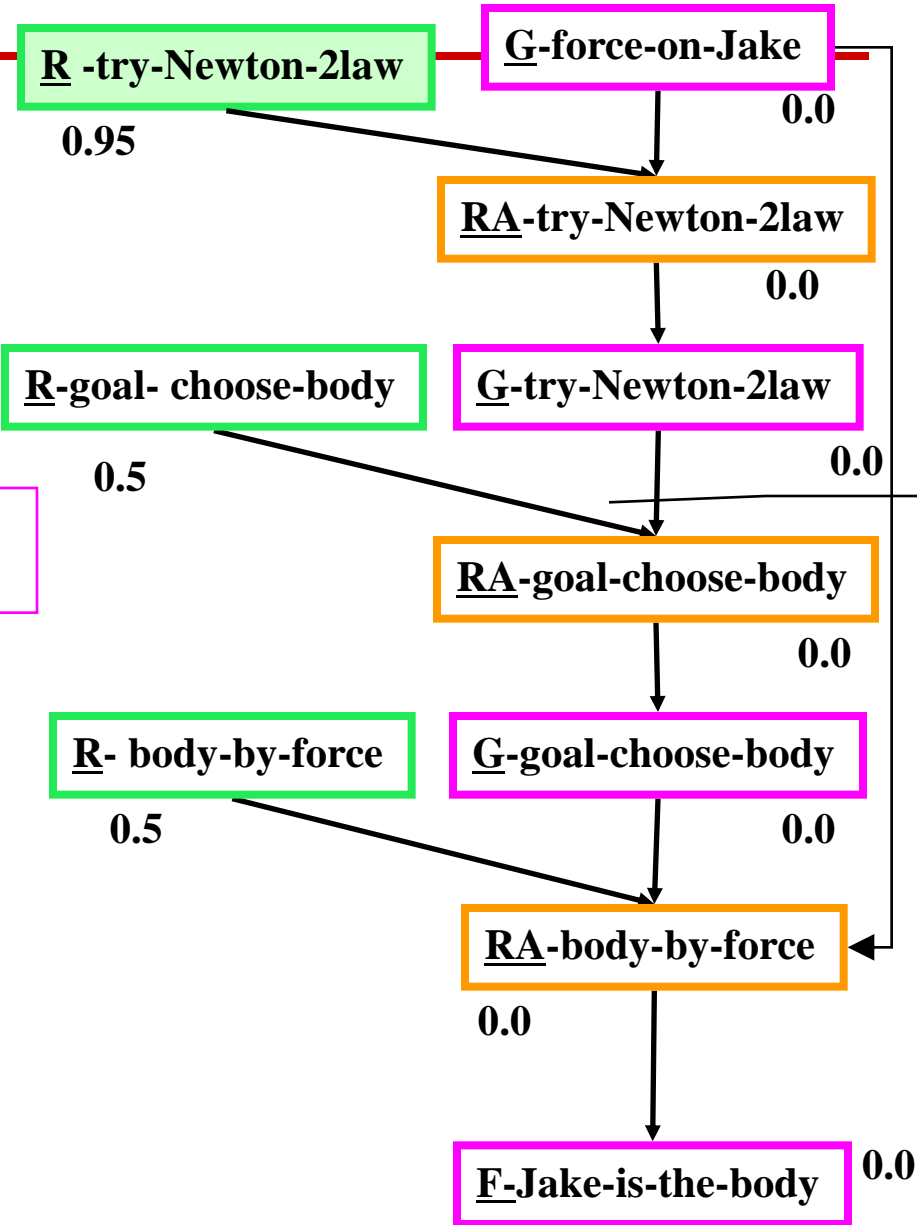 R -try-Newton-2law
G-force-on-Jake
0.95
0.0
RA-try-Newton-2law
0.0
R-goal- choose-body
G-try-Newton-2law
0.5
0.0
RA-goal-choose-body
0.0
R- body-by-force
G-goal-choose-body
0.5
0.0
RA-body-by-force
0.0
F-Jake-is-the-body
0.0